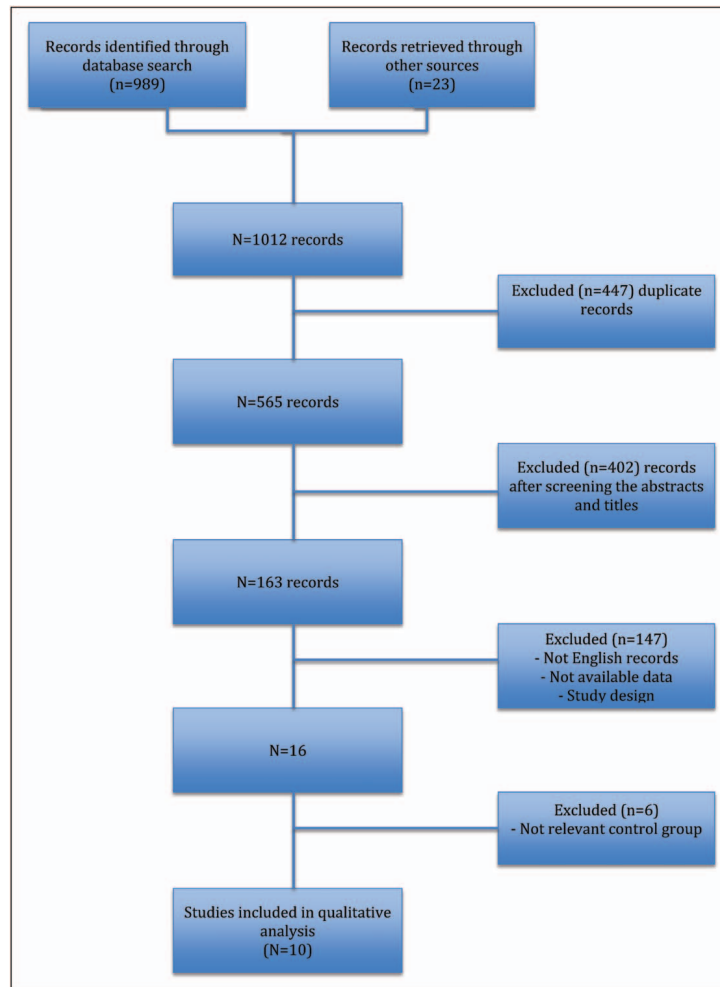 Records identified through
database search
(n=989)
Records retrieved through
other sources
(n=23)
N=1012 records
Excluded (n=447) duplicate
records
N=565 records
Excluded (n=402) records
after screening the abstracts
and titles
N=163 records
Excluded (n=147)
- Not English records
- Not available data
- Study design
N=16
Excluded (n=6)
- Not relevant control group
Studies included in qualitative
analysis
(N=10)